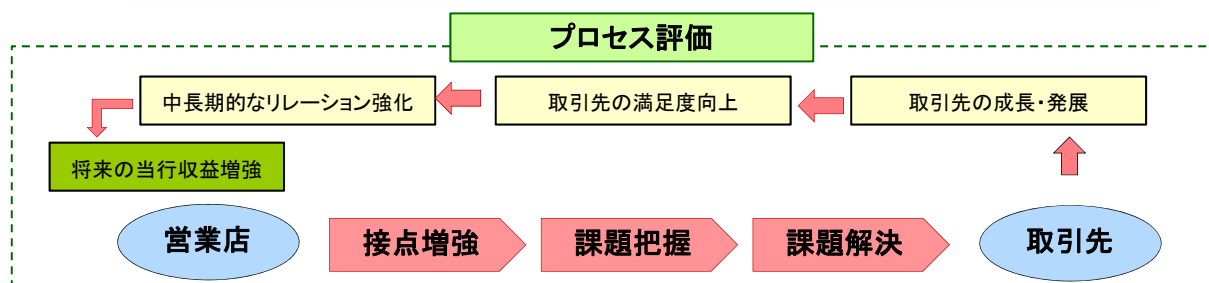 プロセス評価
中長期的なリレーション強化
取引先の満足度向上
取引先の成長・発展
将来の当行収益増強
営業店
接点増強
課題把握
課題解決
取引先